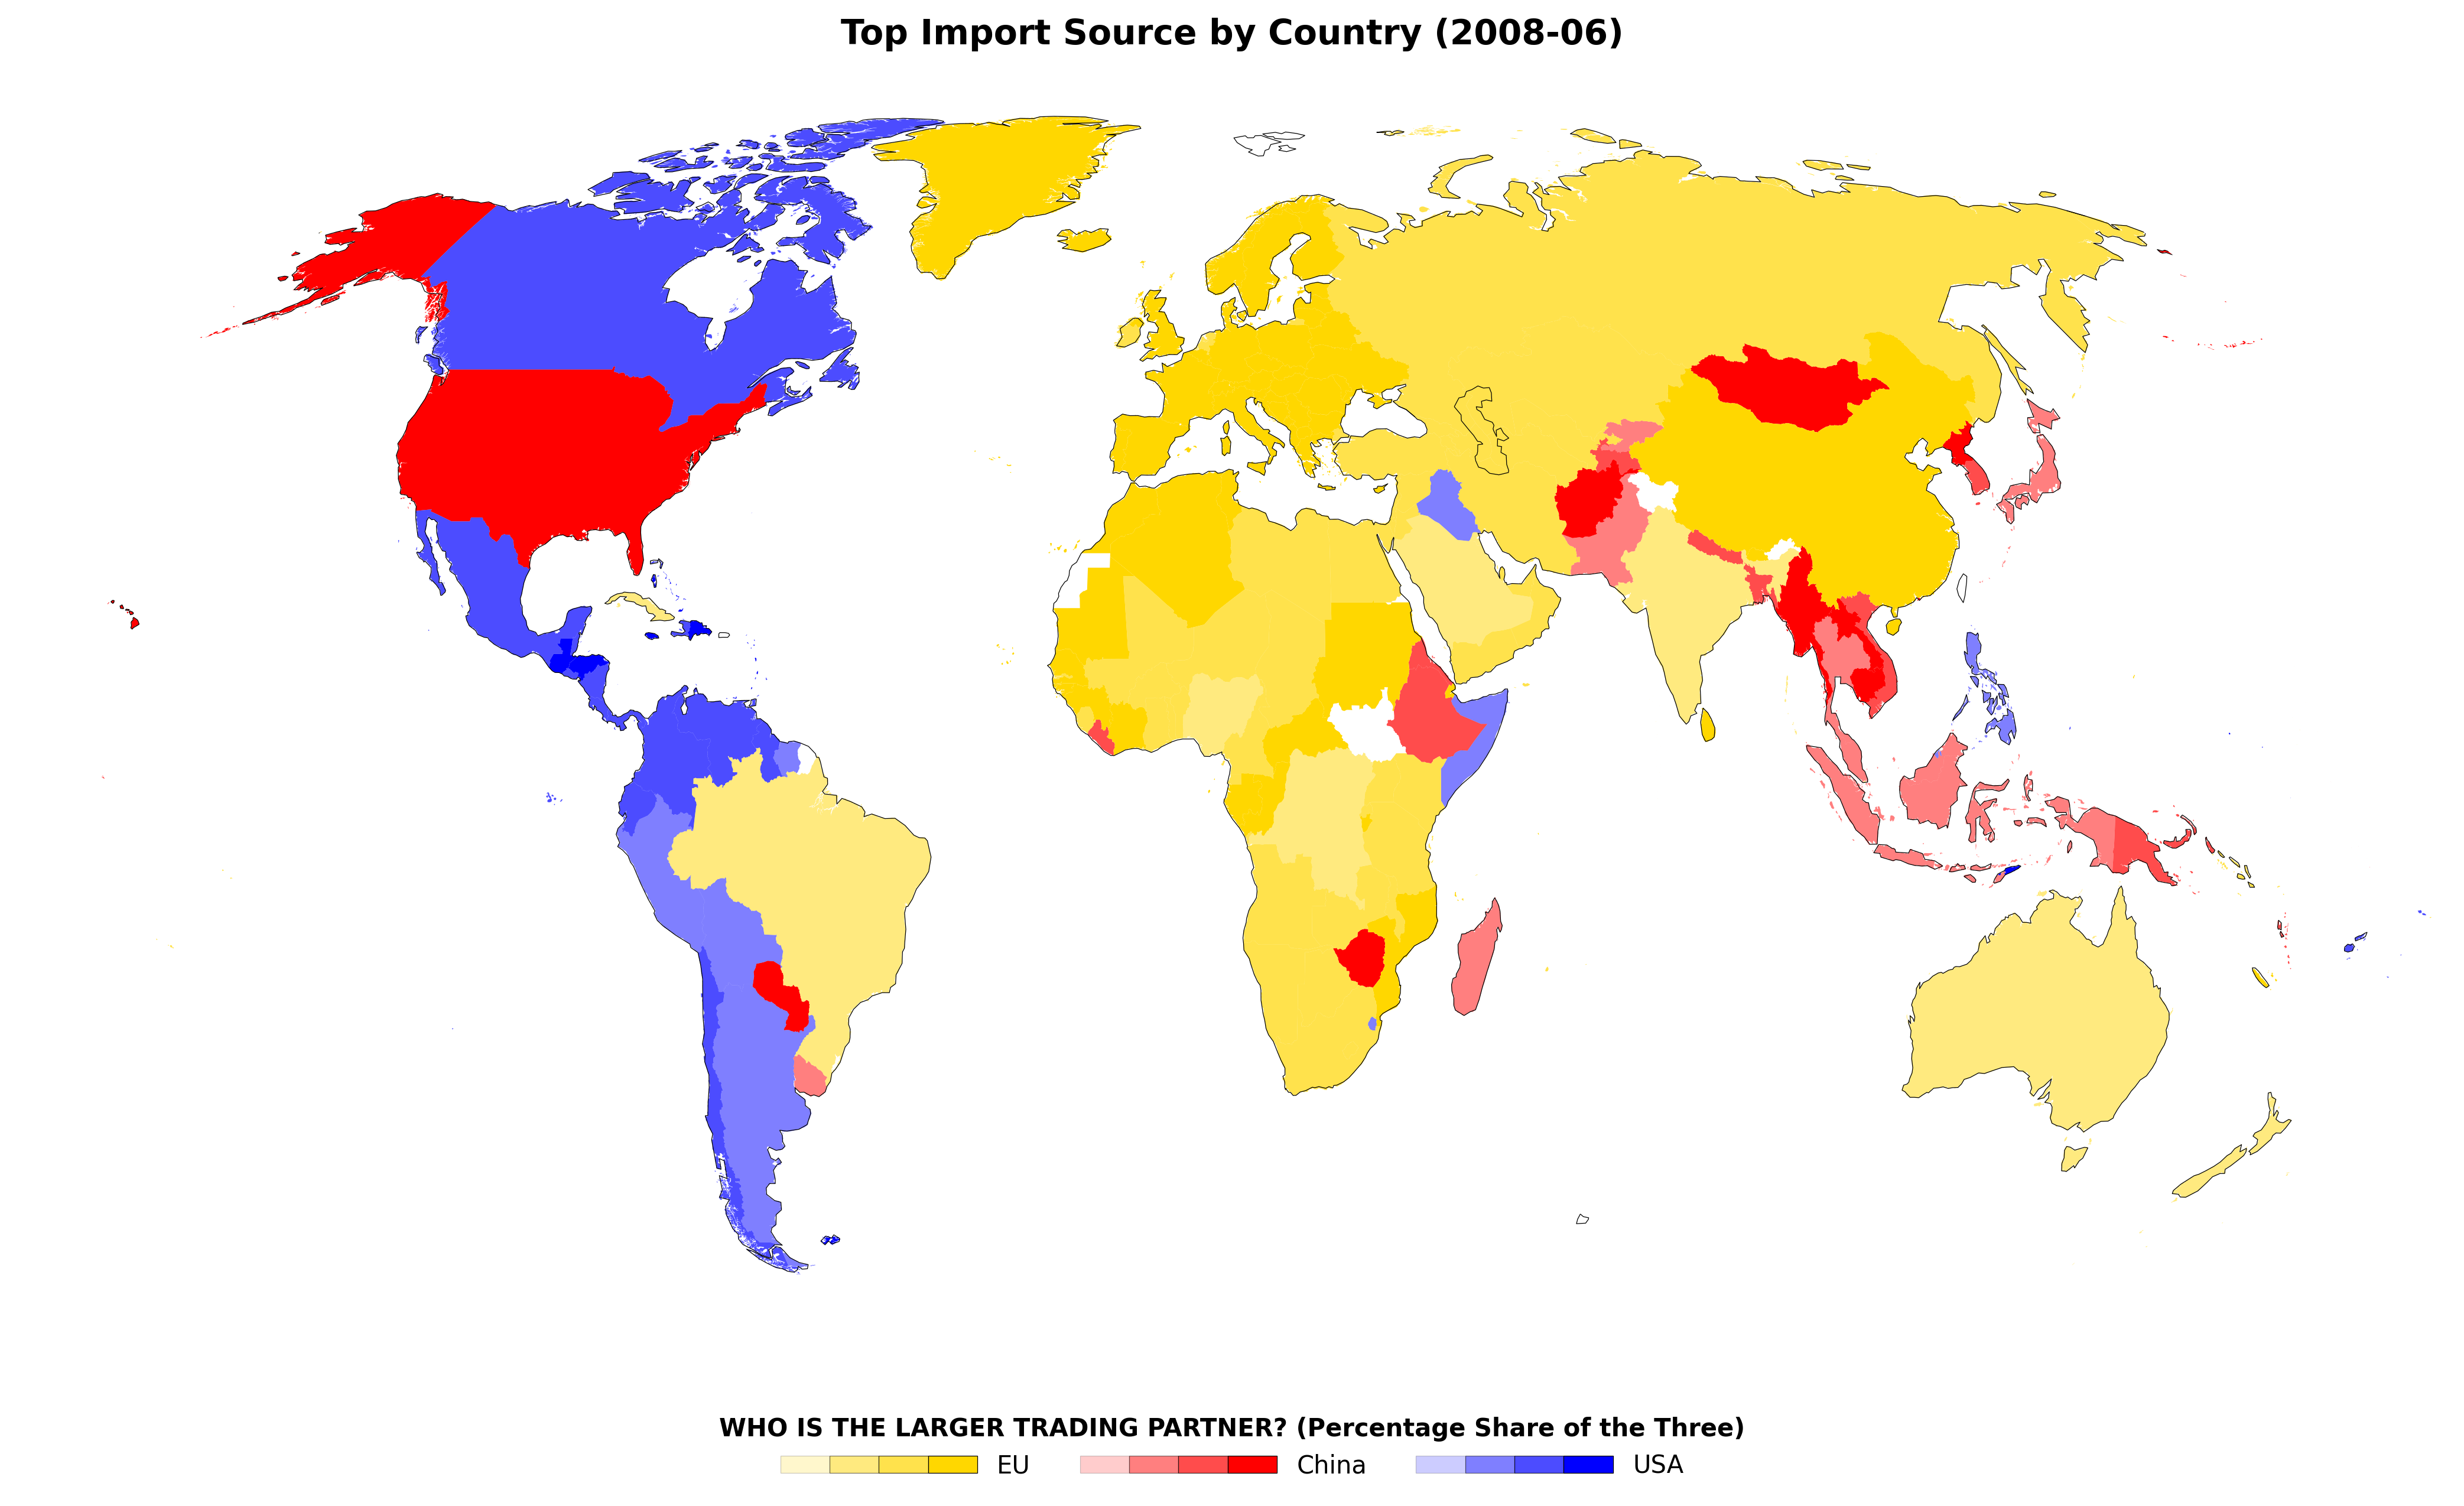 Top Import Source by Country (2008-06)
WHO IS THE LARGER TRADING PARTNER? (Percentage Share of the Three)
EU China USA